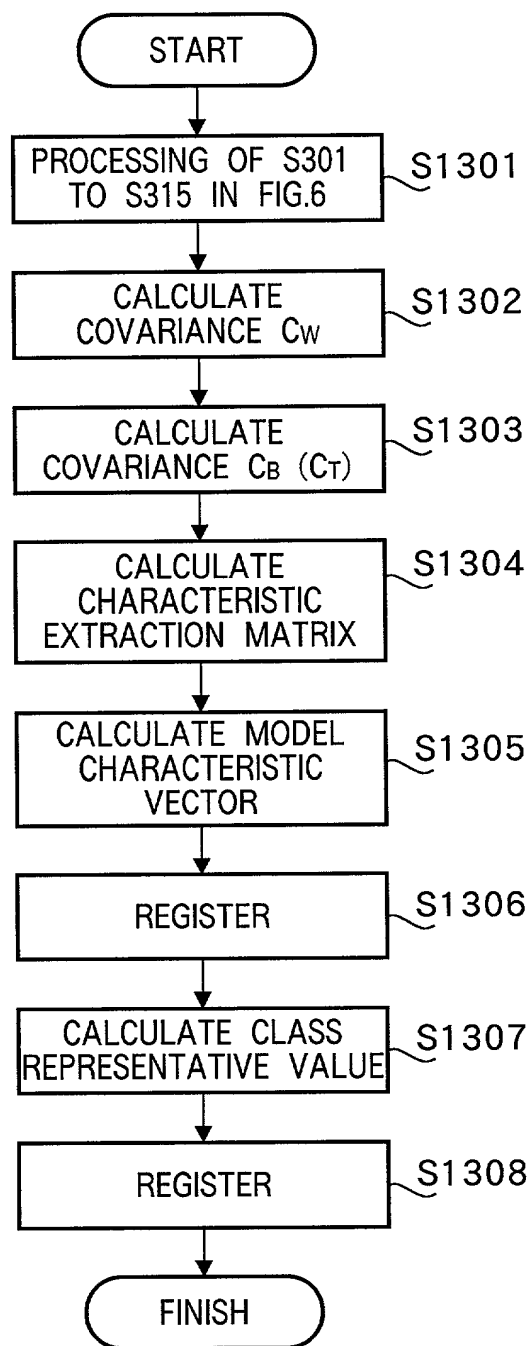 START
PROCESSING OF S301
TO S315 IN FIG.6
S1301
CALCULATE
COVARIANCE CW
S1302
CALCULATE
COVARIANCE CB (CT)
S1303
CALCULATE
CHARACTERISTIC
EXTRACTION MATRIX
S1304
CALCULATE MODEL
CHARACTERISTIC
VECTOR
S1305
REGISTER
S1306
CALCULATE CLASS
REPRESENTATIVE VALUE
S1307
REGISTER
S1308
FINISH